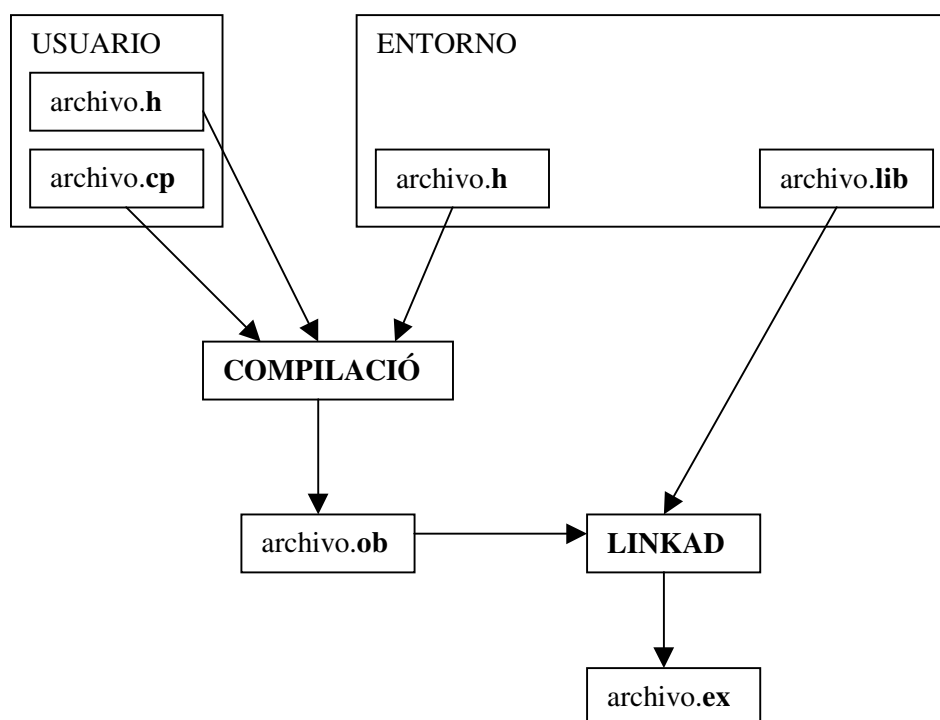 USUARIO
ENTORNO
archivo.h
archivo.cp
archivo.h
archivo.lib
COMPILACIÓ
archivo.ob
LINKAD
archivo.ex